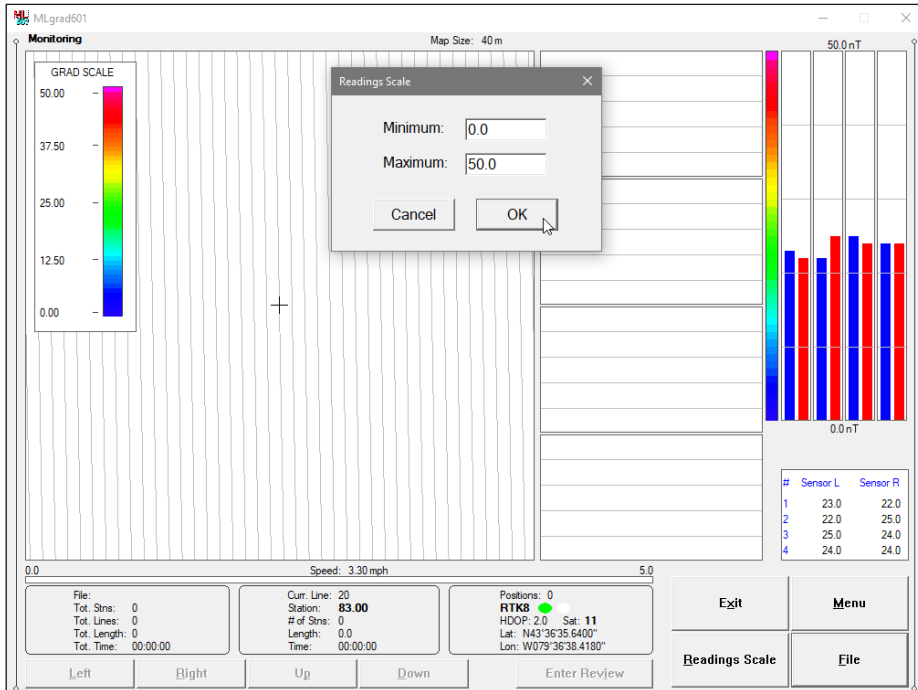 MLgrad601
Monitoring
Map Size: 40 m
GRAD SCALE
50.00
37.50
25.00
12.50
0.00
Readings Scale
Minimum: 0.0
Maximum: 50.0
Cancel OK
50.0 nT
0.0 nT
# Sensor L Sensor R
1 23.0 22.0
2 22.0 25.0
3 25.0 24.0
4 24.0 24.0
0.0 Speed: 3.30 mph 5.0
File:
Tot. Stns: 0
Tot. Lines: 0
Tot. Length: 0
Tot. Time: 00:00:00
Curr. Line: 20
Station: 83.00
# of Stns: 0
Length: 0.0
Time: 00:00:00
Positions: 0
RTK8
HDOP: 2.0 Sat: 11
Lat: N43°36'35.6400"
Lon: W079°36'38.4180"
Exit Menu
Readings Scale File
Left Right Up Down Enter Review